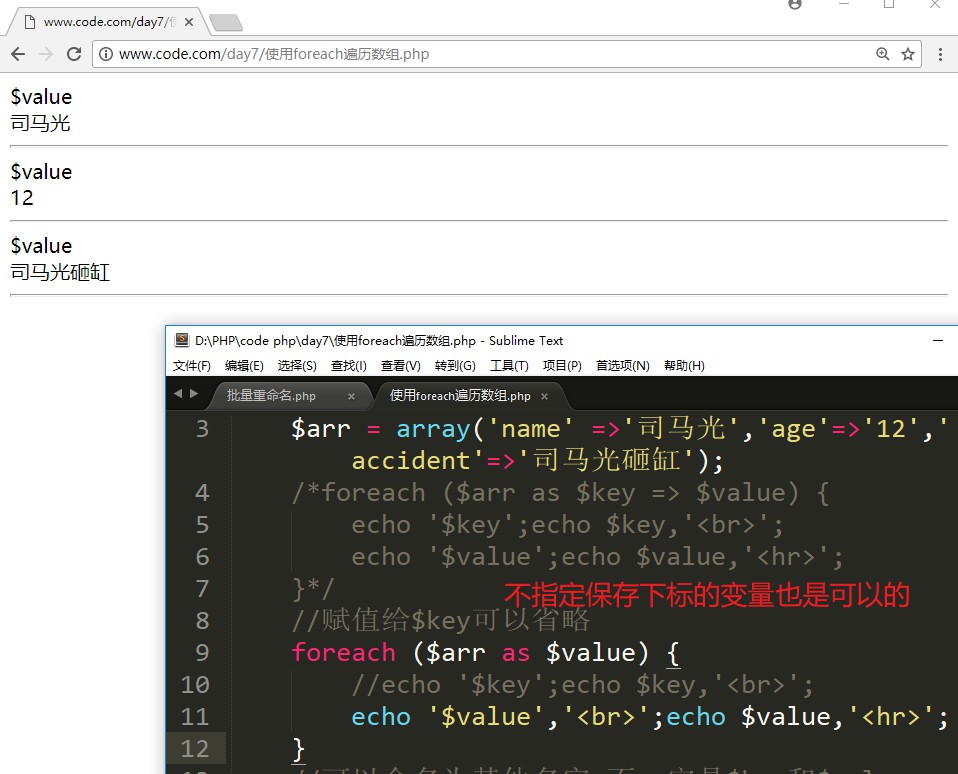 www.code.com/day7/
www.code.com/day7/使用foreach遍历数组.php
$value
司马光
$value
12
$value
司马光砸缸
D:\PHP\code php\day7\使用foreach遍历数组.php - Sublime Text
文件(F) 编辑(E) 选择(S) 查找(I) 查看(V) 转到(G) 工具(T) 项目(P) 首选项(N) 帮助(H)
批量重命名.php × 使用foreach遍历数组.php ×
3 $arr = array('name' =>'司马光','age'=>'12','
accident'=>'司马光砸缸');
4 /*foreach ($arr as $key => $value) {
5 echo '$key';echo $key,'<br>';
6 echo '$value';echo $value,'<hr>';
7 }*/
不指定保存下标的变量也是可以的
8 //赋值给$key可以省略
9 foreach ($arr as $value) {
10 //echo '$key';echo $key,'<br>';
11 echo '$value','<br>';echo $value,'<hr>';
12 }